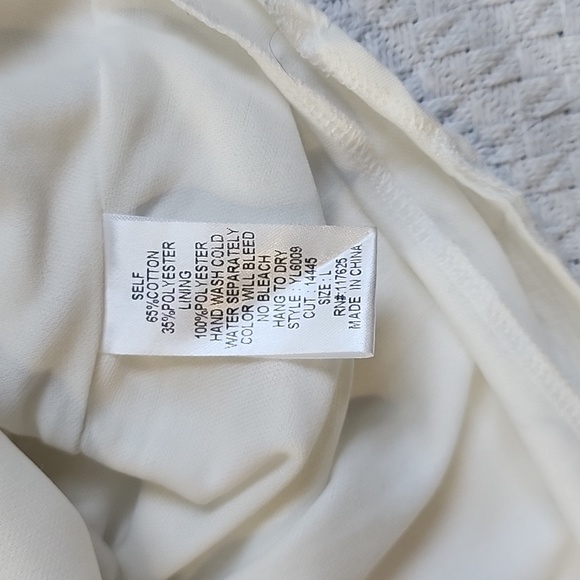 SELF
65%COTTON
35%POLYESTER
LINING
100%POLYESTER
HAND WASH COLD
WATER SEPARATELY
COLOR WILL BLEED
NO BLEACH
HANG TO DRY
STYLE : YL6009
CUT : 14445
SIZE : L
RN#:117625
MADE IN CHINA